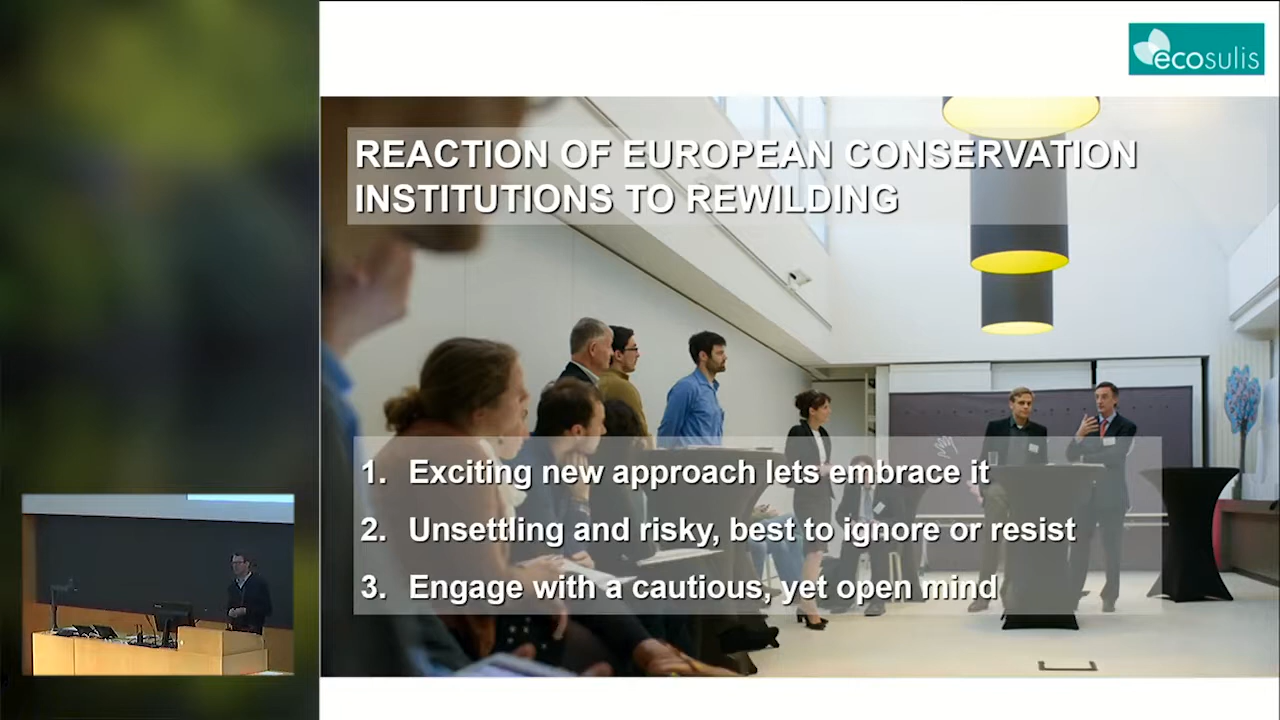 ecosulis
REACTION OF EUROPEAN CONSERVATION
INSTITUTIONS TO REWILDING
1. Exciting new approach lets embrace it
2. Unsettling and risky, best to ignore or resist
3. Engage with a cautious, yet open mind